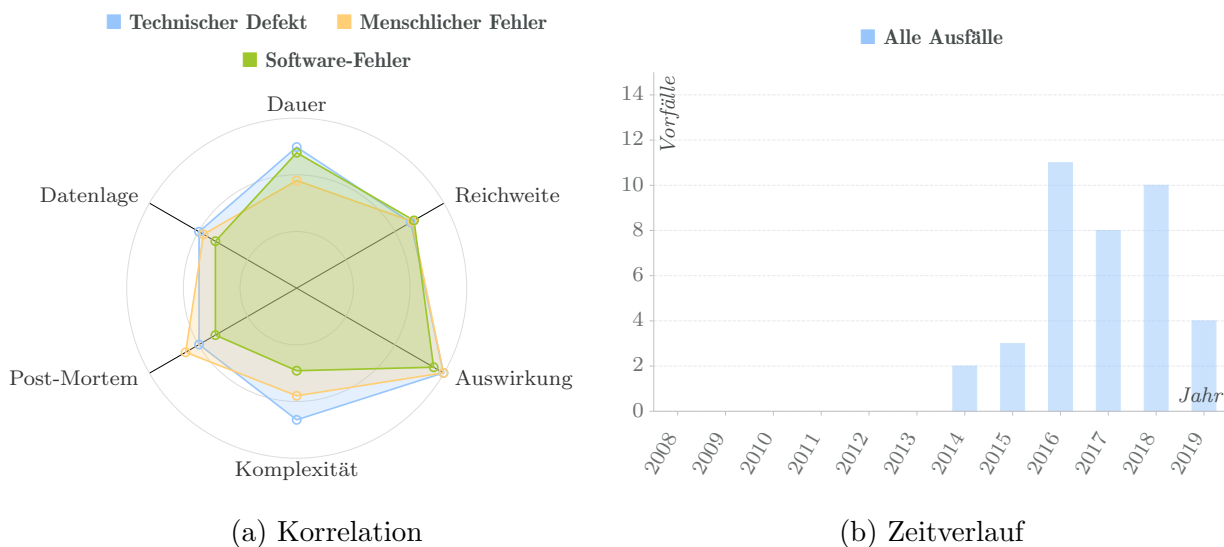 Technischer Defekt Menschlicher Fehler
Software-Fehler
Dauer
Datenlage Reichweite
Post-Mortem Auswirkung
Komplexität
(a) Korrelation
Alle Ausfälle
Vorfälle
14
12
10
8
6
4
2
0
Jahr
2008 2009 2010 2011 2012 2013 2014 2015 2016 2017 2018 2019
(b) Zeitverlauf